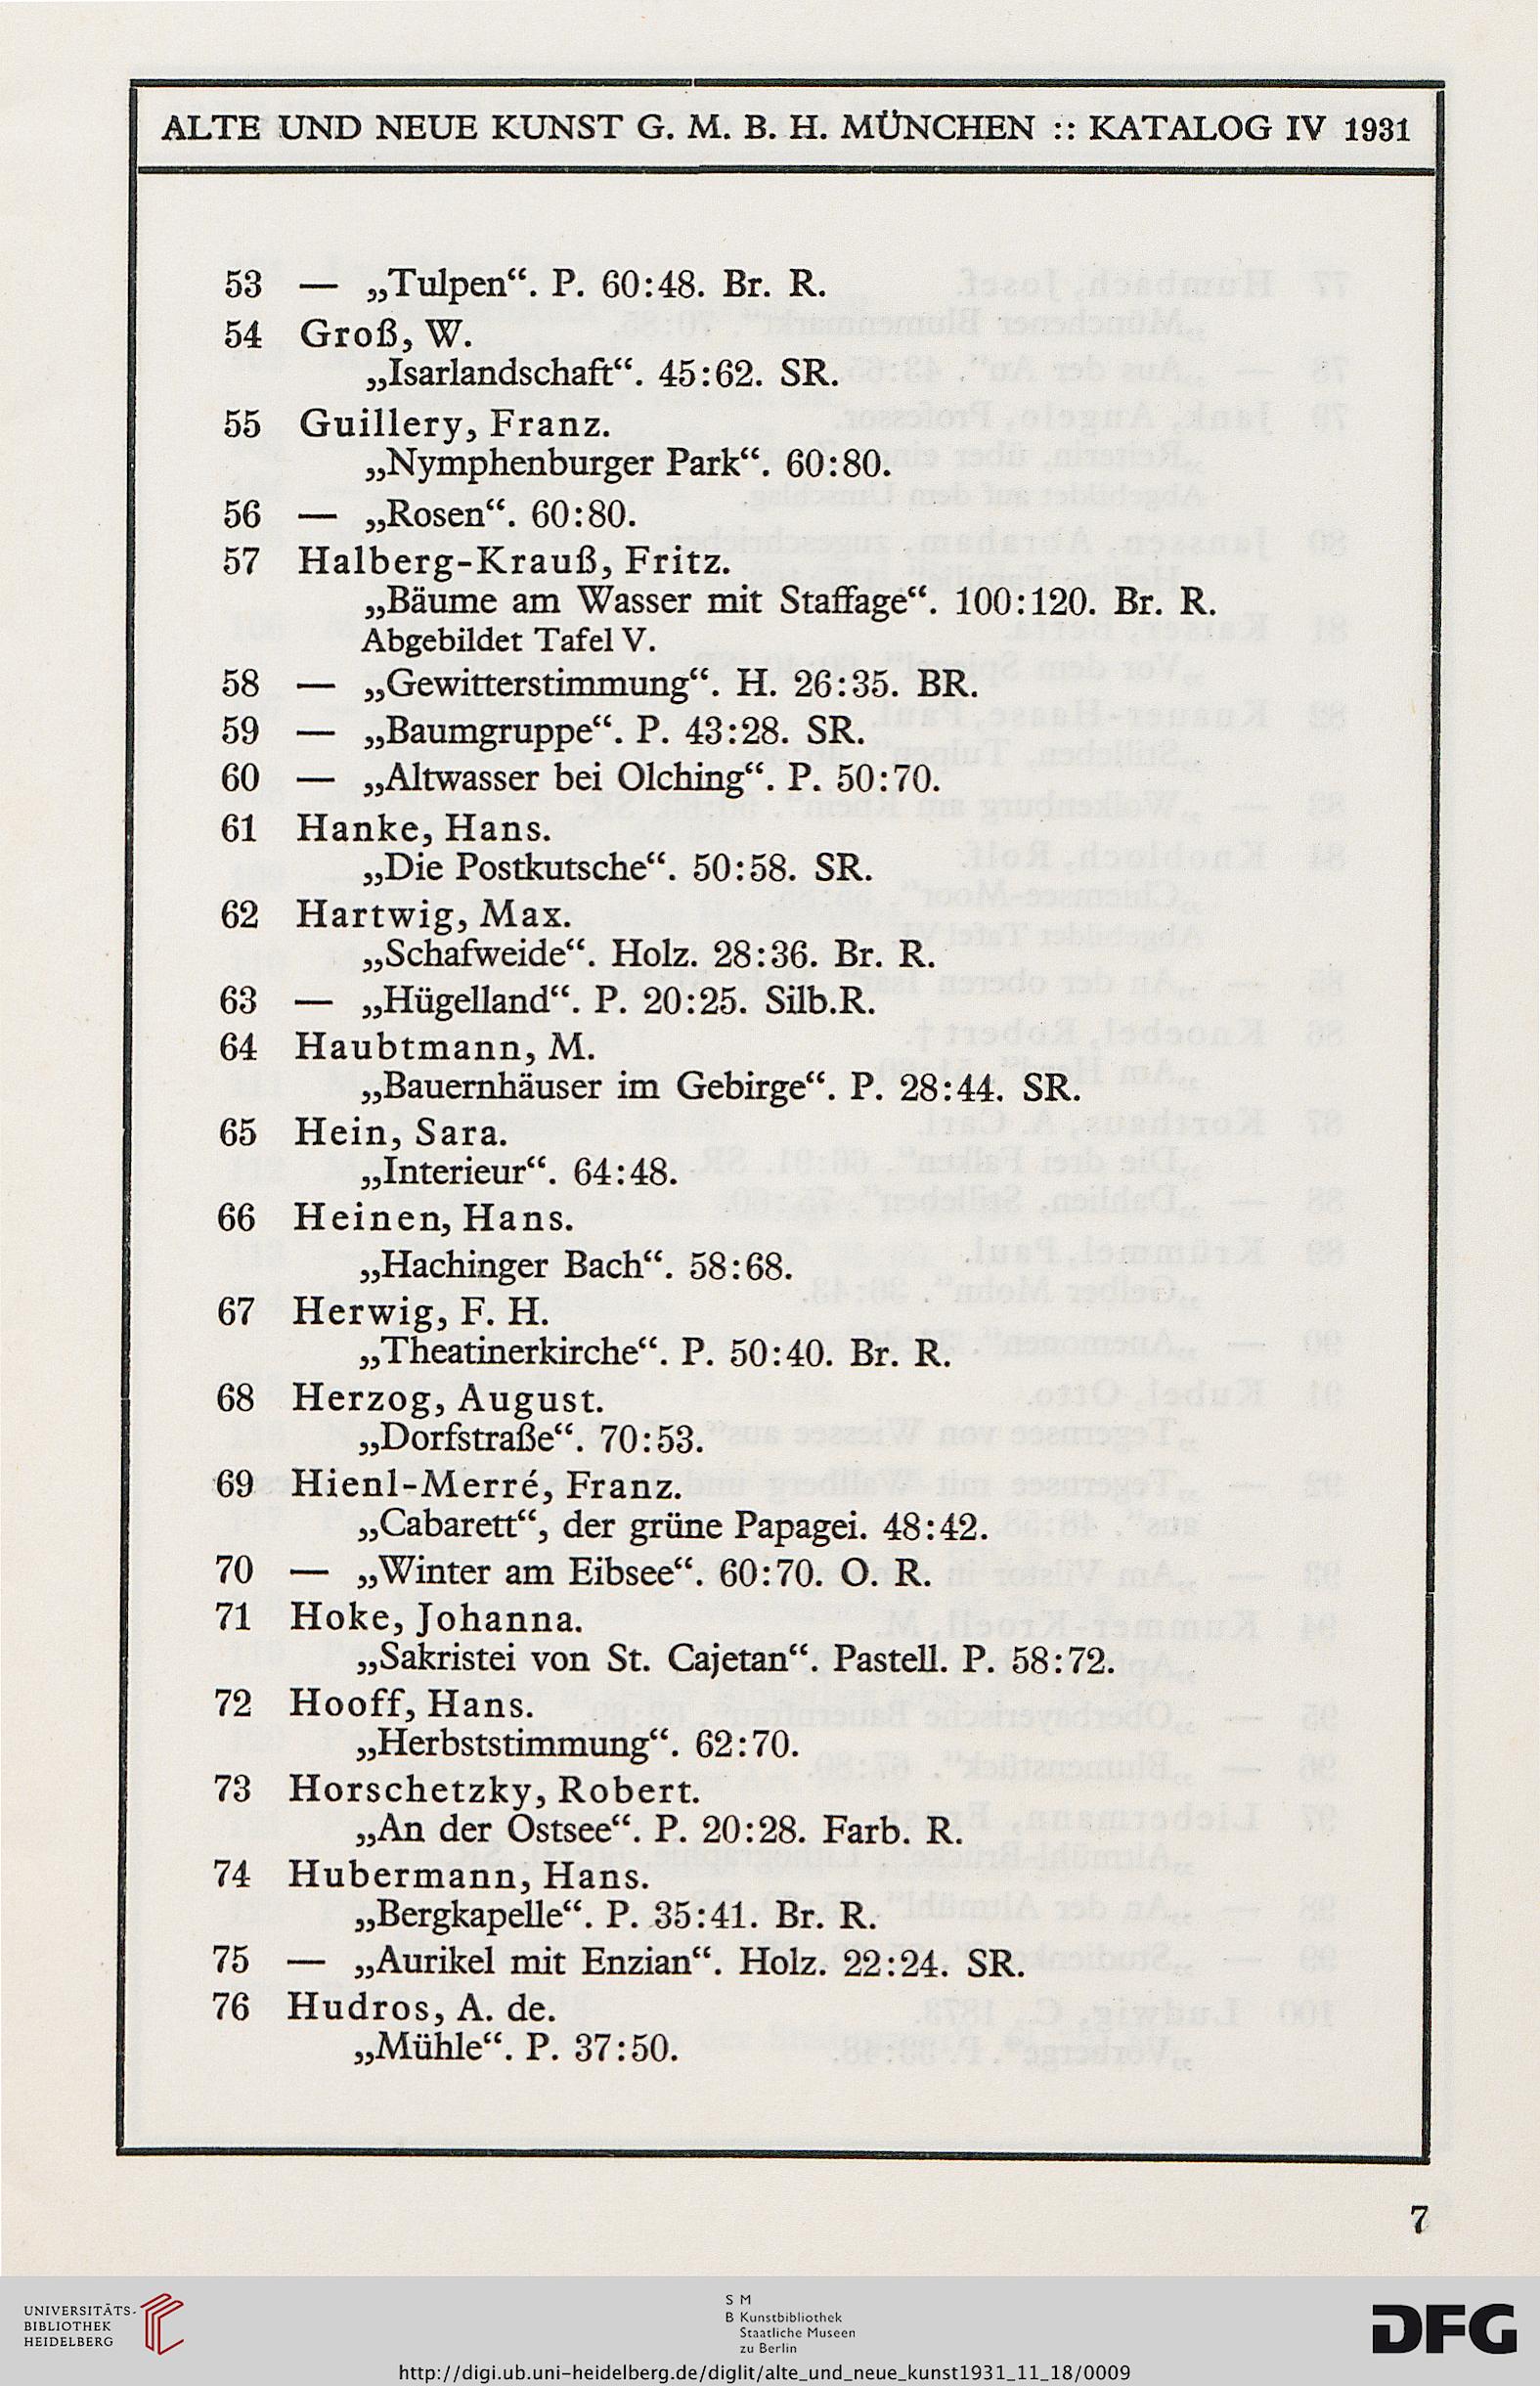 ALTE UND NEUE KUNST G. M. B. H. MÜNCHEN :: KATALOG IV 1931
53 — „Tulpen“. P. 60:48. Br. R.
54 Groß, W.
„Isarlandschaft“. 45:62. SR.
55 Guillery, Franz.
„Nymphenburger Park“. 60:80.
56 — „Rosen“. 60:80.
57 Halberg-Krauß, Fritz.
„Bäume am Wasser mit Staffage“. 100:120. Br. R.
Abgebildet Tafel V.
58 — „Gewitterstimmung“. H. 26:35. BR.
59 — „Baumgruppe“. P. 43:28. SR.
60 — „Altwasser bei Olching“. P. 50:70.
61 Hanke, Hans.
„Die Postkutsche“. 50:58. SR.
62 Hartwig, Max.
„Schafweide“. Holz. 28:36. Br. R.
63 — „Hügelland“. P. 20:25. Silb.R.
64 Haubtmann, M.
„Bauernhäuser im Gebirge“. P. 28:44. SR.
65 Hein, Sara.
„Interieur“. 64:48.
66 Heinen, Hans.
„Hachinger Bach“. 58:68.
67 Herwig, F. H.
„Theatinerkirche“. P. 50:40. Br. R.
68 Herzog, August.
„Dorfstraße“. 70:53.
69 Hienl-Merré, Franz.
„Cabarett“, der grüne Papagei. 48:42.
70 — „Winter am Eibsee“. 60:70. O. R.
71 Hoke, Johanna.
„Sakristei von St. Cajetan“. Pastell. P. 58:72.
72 Hooff, Hans.
„Herbststimmung“. 62:70.
73 Horschetzky, Robert.
„An der Ostsee“. P. 20:28. Farb. R.
74 Hubermann, Hans.
„Bergkapelle“. P. 35:41. Br. R.
75 — „Aurikel mit Enzian“. Holz. 22:24. SR.
76 Hudros, A. de.
„Mühle“. P. 37:50.
7
UNIVERSITÄTS-
BIBLIOTHEK
HEIDELBERG
S M
B Kunstbibliothek
Staatliche Museen
zu Berlin
DFG
http://digi.ub.uni-heidelberg.de/diglit/alte_und_neue_kunst1931_11_18/0009